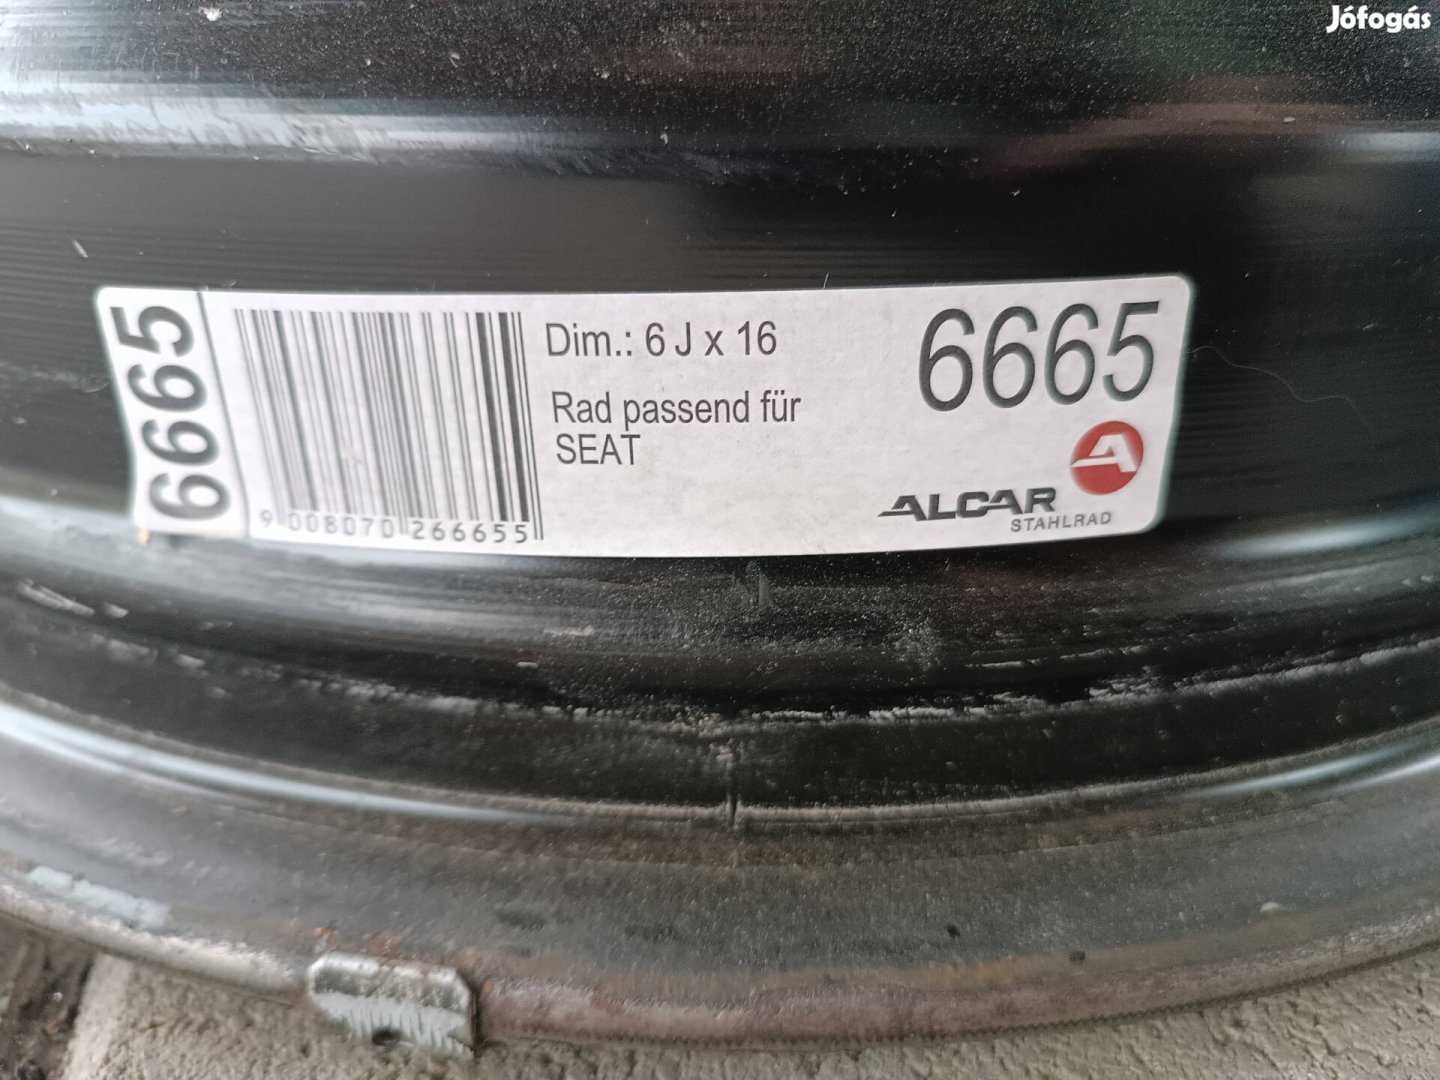 Jófogás
6665
Dim.: 6 J x 16
6665
Rad passend für
SEAT
A
ALCAR
STAHLRAD
9 008070 266655